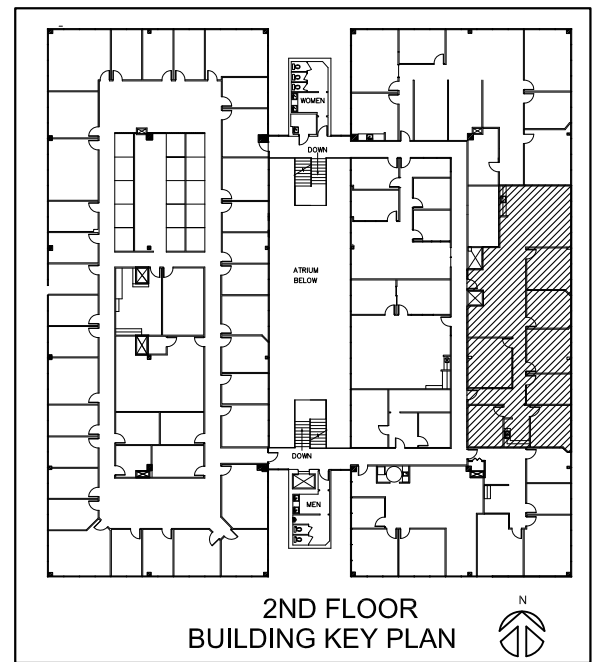 WOMEN
DOWN
ATRIUM
BELOW
DOWN
MEN
2ND FLOOR
BUILDING KEY PLAN
N